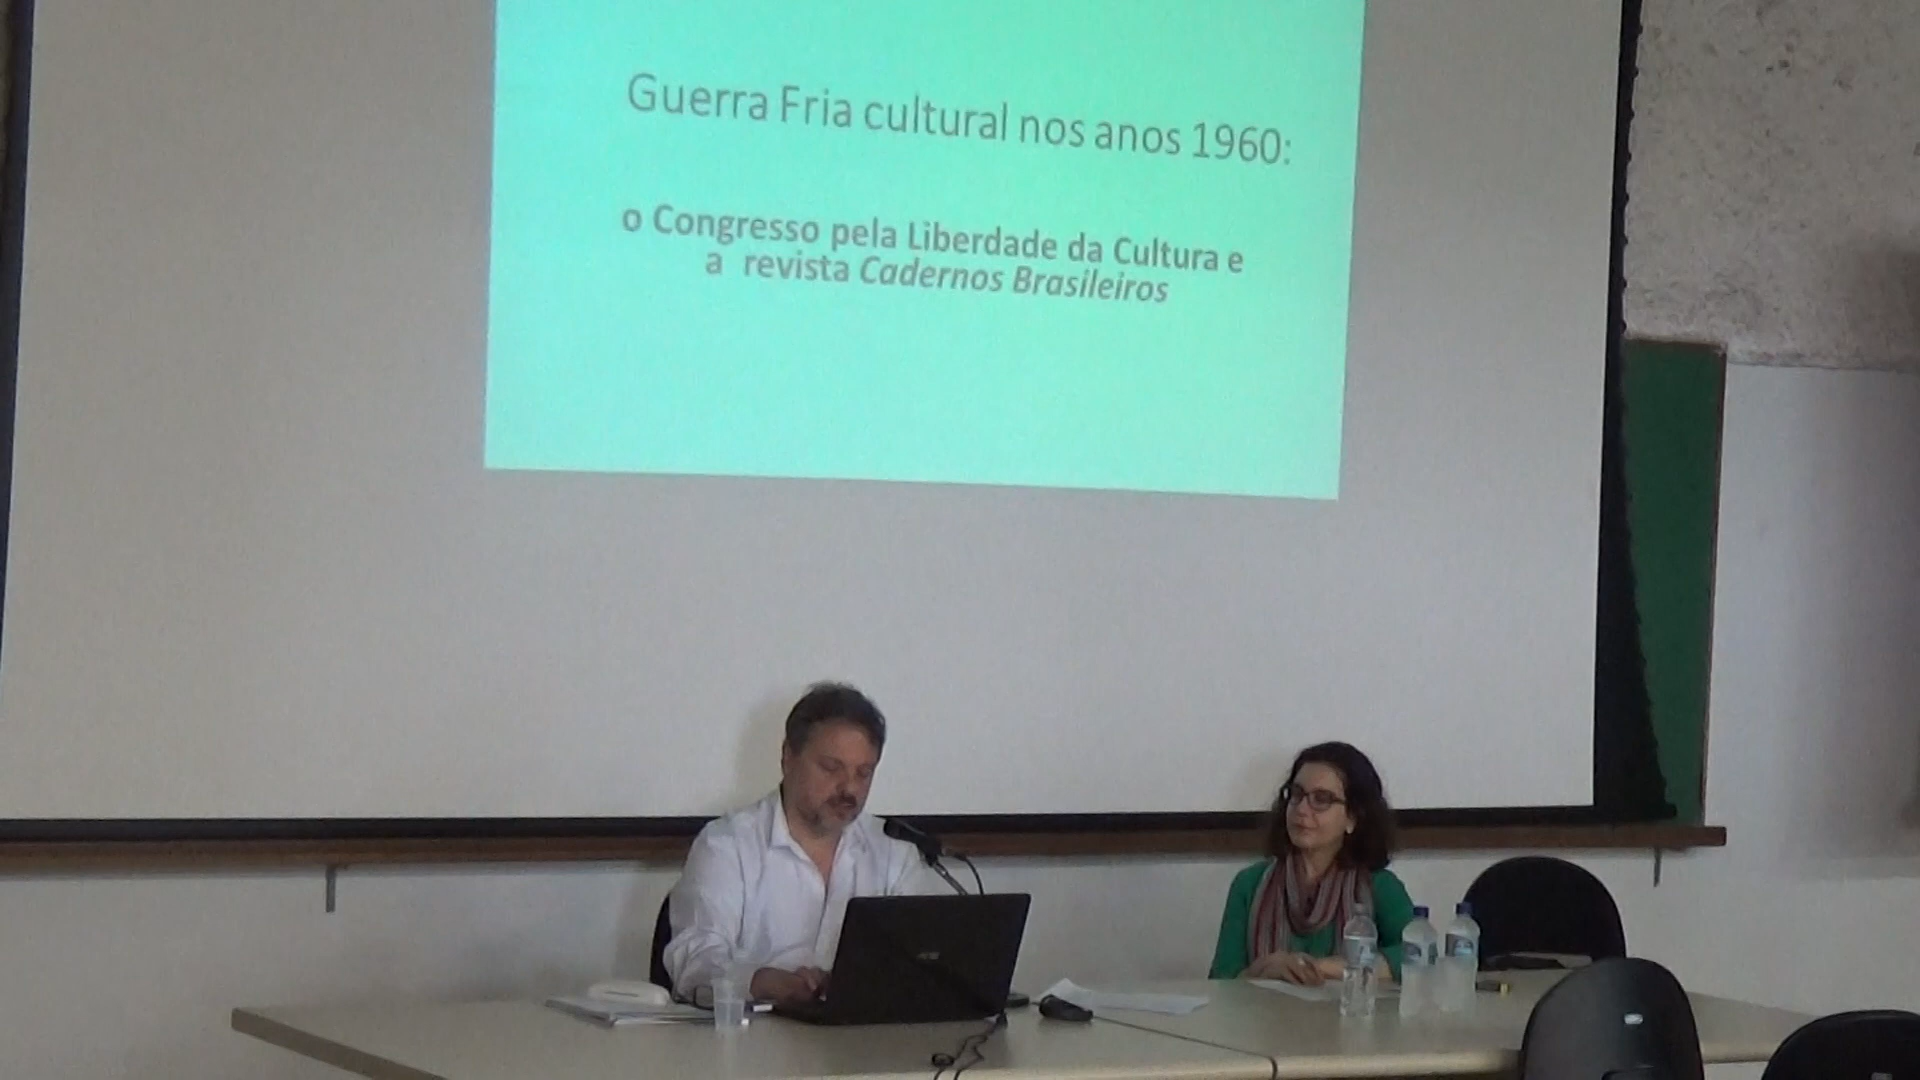 Guerra Fria cultural nos anos 1960:
o Congresso pela Liberdade da Cultura e
a revista Cadernos Brasileiros